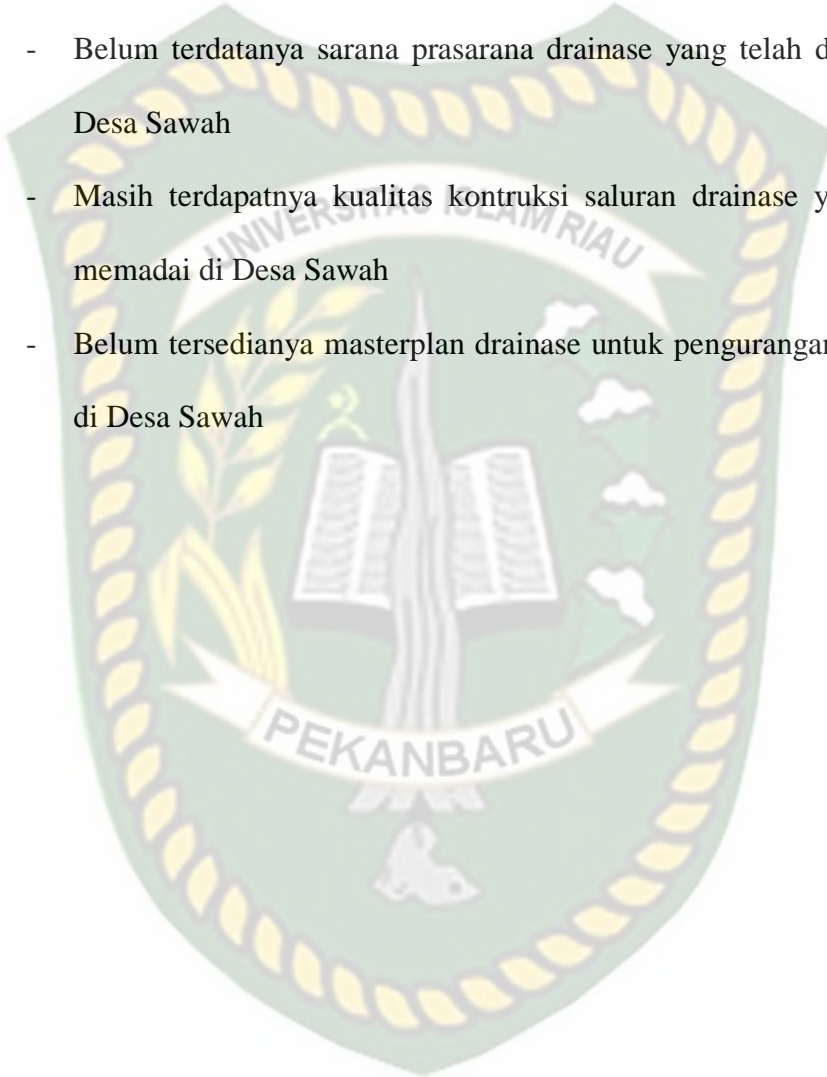 - Belum terdatanya sarana prasarana drainase yang telah
Desa Sawah
- Masih terdapatnya kualitas kontruksi saluran drainase
memadai di Desa Sawah
- Belum tersedianya masterplan drainase untuk pengurangan
di Desa Sawah
UNIVERSITAS ISLAM RIAU
PEKANBARU